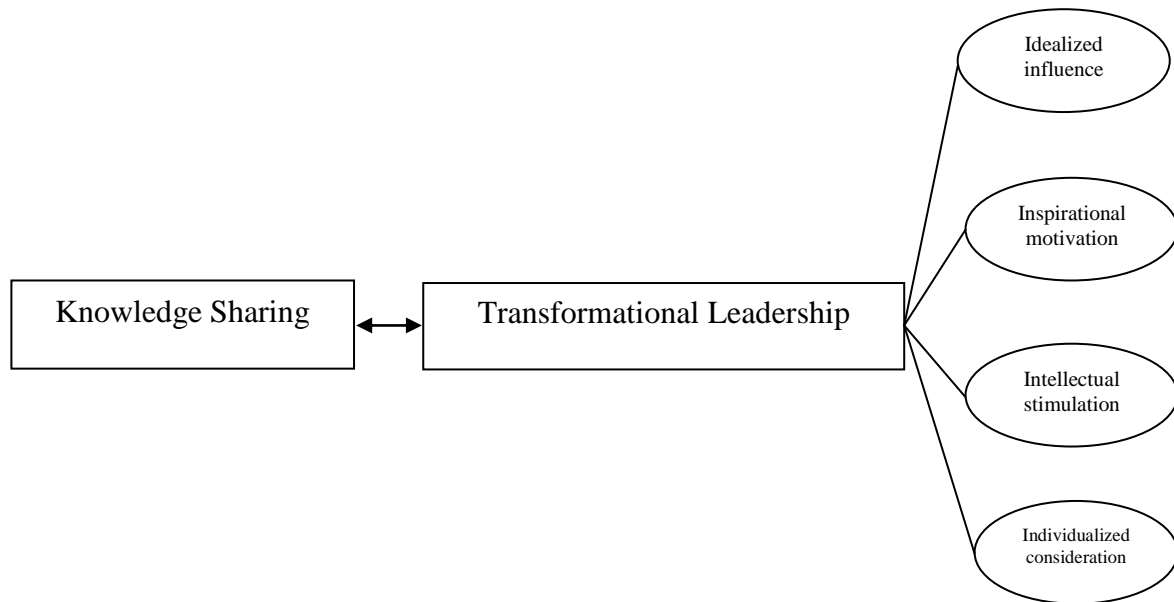 Idealized
influence
Inspirational
motivation
Knowledge Sharing
Transformational Leadership
Intellectual
stimulation
Individualized
consideration